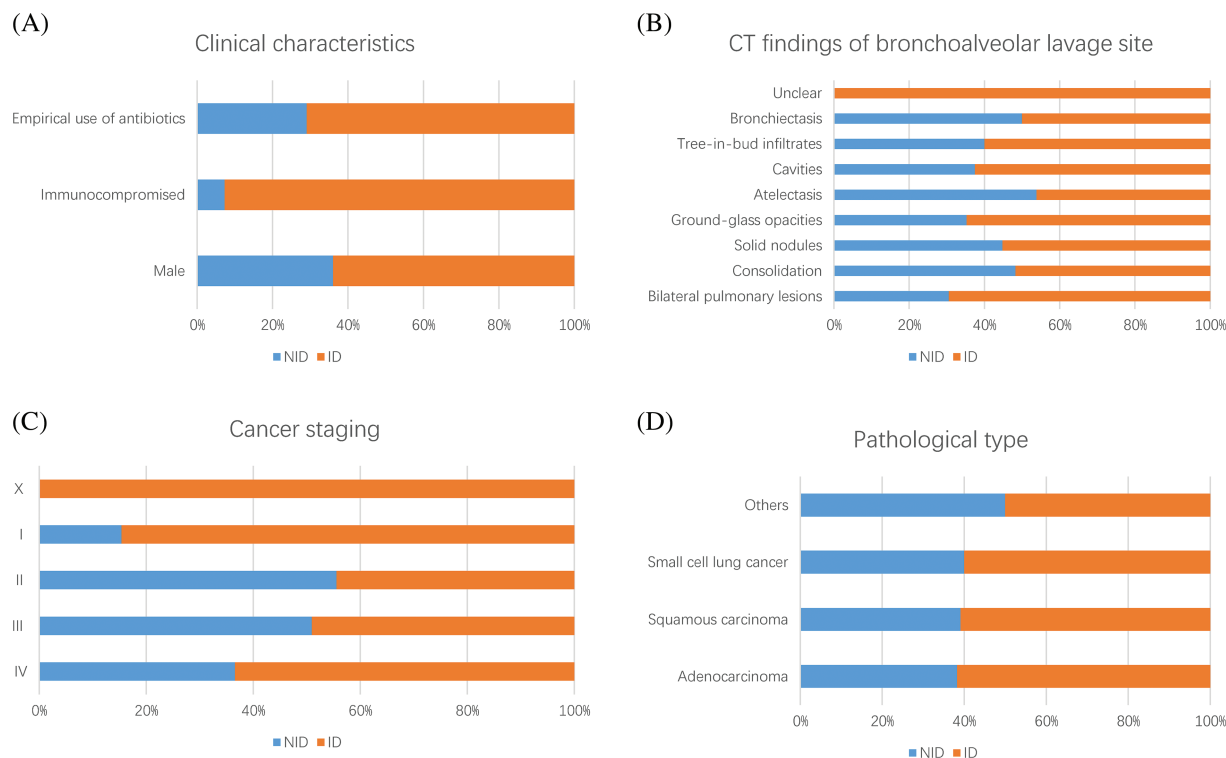 (A)
Clinical characteristics
Empirical use of antibiotics
Immunocompromised
Male
0% 20% 40% 60% 80% 100%
NID ID
(B)
CT findings of bronchoalveolar lavage site
Unclear
Bronchiectasis
Tree-in-bud infiltrates
Cavities
Atelectasis
Ground-glass opacities
Solid nodules
Consolidation
Bilateral pulmonary lesions
0% 20% 40% 60% 80% 100%
NID ID
(C)
Cancer staging
X
I
II
III
IV
0% 20% 40% 60% 80% 100%
NID ID
(D)
Pathological type
Others
Small cell lung cancer
Squamous carcinoma
Adenocarcinoma
0% 20% 40% 60% 80% 100%
NID ID